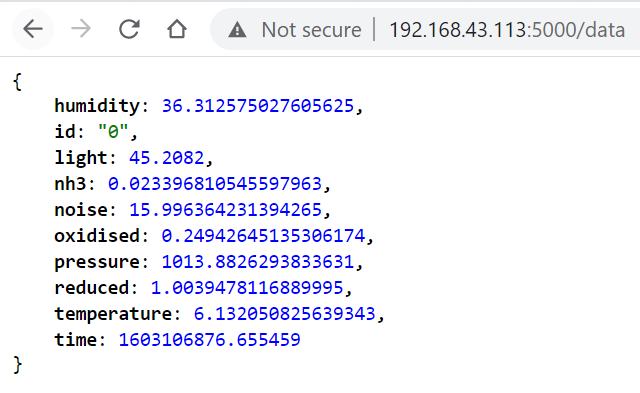 Not secure | 192.168.43.113:5000/data
{
    humidity: 36.312575027605625,
    id: "0",
    light: 45.2082,
    nh3: 0.023396810545597963,
    noise: 15.996364231394265,
    oxidised: 0.24942645135306174,
    pressure: 1013.8826293833631,
    reduced: 1.0039478116889995,
    temperature: 6.132050825639343,
    time: 1603106876.655459
}